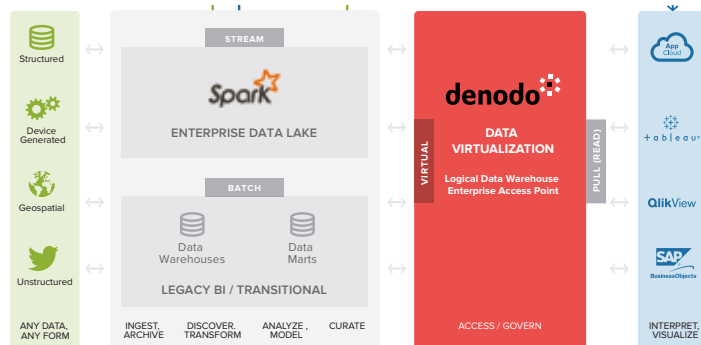 Structured
Device
Generated
Geospatial
Unstructured
ANY DATA,
ANY FORM
STREAM
Spark
ENTERPRISE DATA LAKE
BATCH
Data
Warehouses
Data
Marts
LEGACY BI / TRANSITIONAL
INGEST,
ARCHIVE
DISCOVER.
TRANSFORM
ANALYZE ,
MODEL
CURATE
VIRTUAL
denodo
DATA
VIRTUALIZATION
Logical Data Warehouse
Enterprise Access Point
ACCESS / GOVERN
PULL (READ)
App
Cloud
+ableau
QlikView
SAP
BusinessObjects
INTERPRET,
VISUALIZE